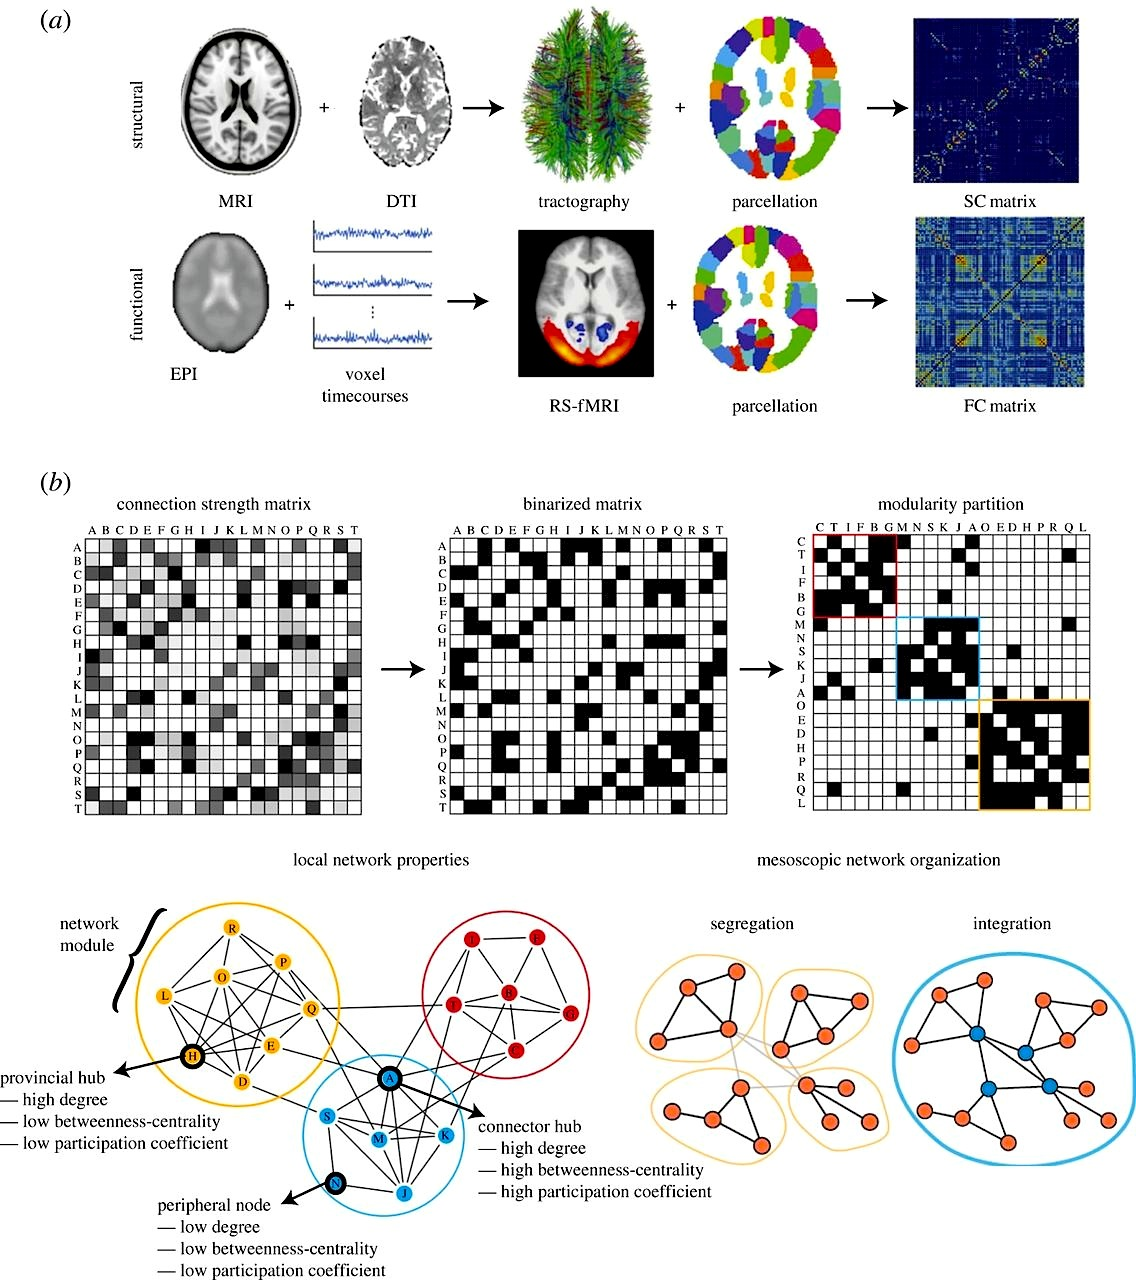 (a)
structural
+
+
MRI
DTI
tractography
parcellation
SC matrix
functional
+
+
EPI
voxel
timecourses
RS-fMRI
parcellation
FC matrix
(b)
connection strength matrix
binarized matrix
modularity partition
A B C D E F G H I J K L M N O P Q R S T
A B C D E F G H I J K L M N O P Q R S T
C T I F B G M N S K J A O E D H P R Q L
A
B
C
D
E
F
G
H
I
J
K
L
M
N
O
P
Q
R
S
T
A
B
C
D
E
F
G
H
I
J
K
L
M
N
O
P
Q
R
S
T
C
T
I
F
B
G
M
N
S
K
J
A
O
E
D
H
P
R
Q
L
local network properties
mesoscopic network organization
network
module
segregation
integration
R
P
O
L
Q
E
H
D
F
B
G
C
A
S
M
K
N
J
provincial hub
— high degree
— low betweenness-centrality
— low participation coefficient
connector hub
— high degree
— high betweenness-centrality
— high participation coefficient
peripheral node
— low degree
— low betweenness-centrality
— low participation coefficient